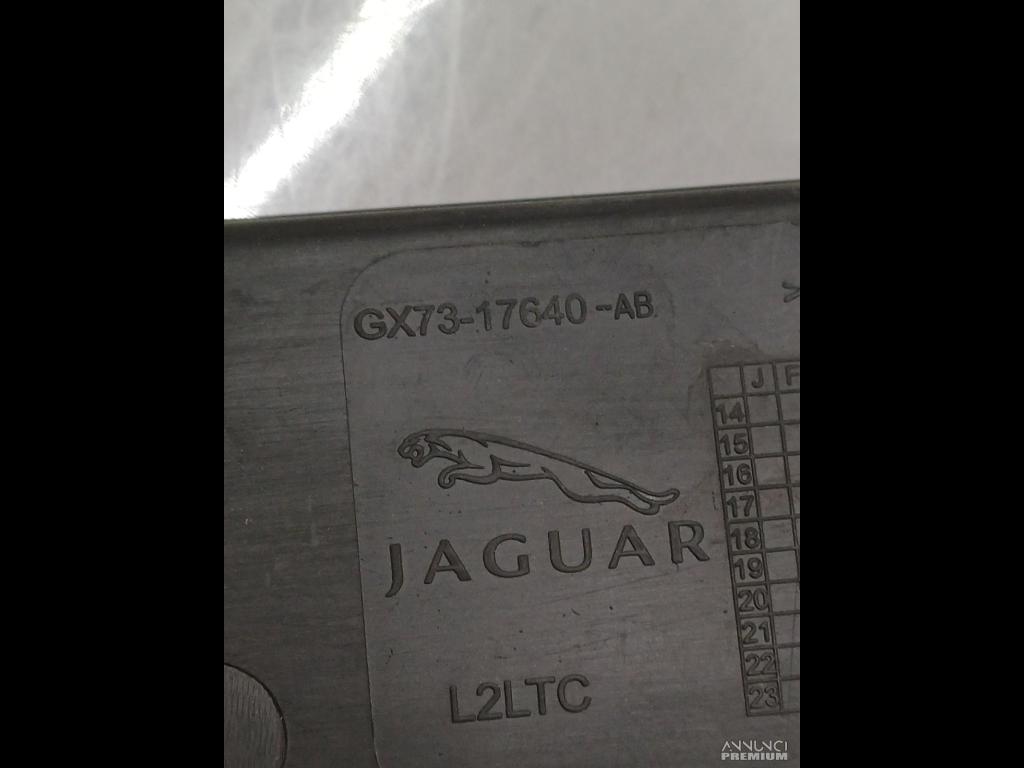 GX73-17640-AB
J F
14
15
16
17
18
19
20
21
22
23
JAGUAR
L2LTC
ANNUNCI
PREMIUM